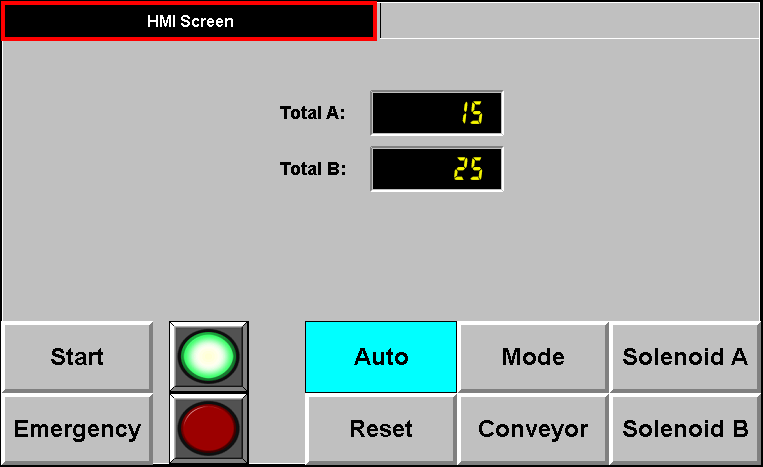 HMI Screen
Total A: 15
Total B: 25
Start
Auto
Mode
Solenoid A
Emergency
Reset
Conveyor
Solenoid B